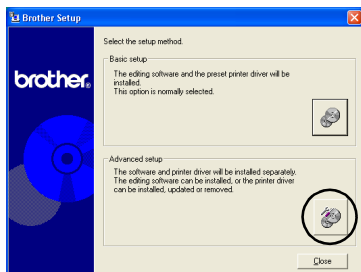 Brother Setup
Select the setup method.
brother.
Basic setup
The editing software and the preset printer driver will be
installed.
This option is normally selected.
Advanced setup
The software and printer driver will be installed separately.
The editing software can be installed, or the printer driver
can be installed, updated or removed.
Close